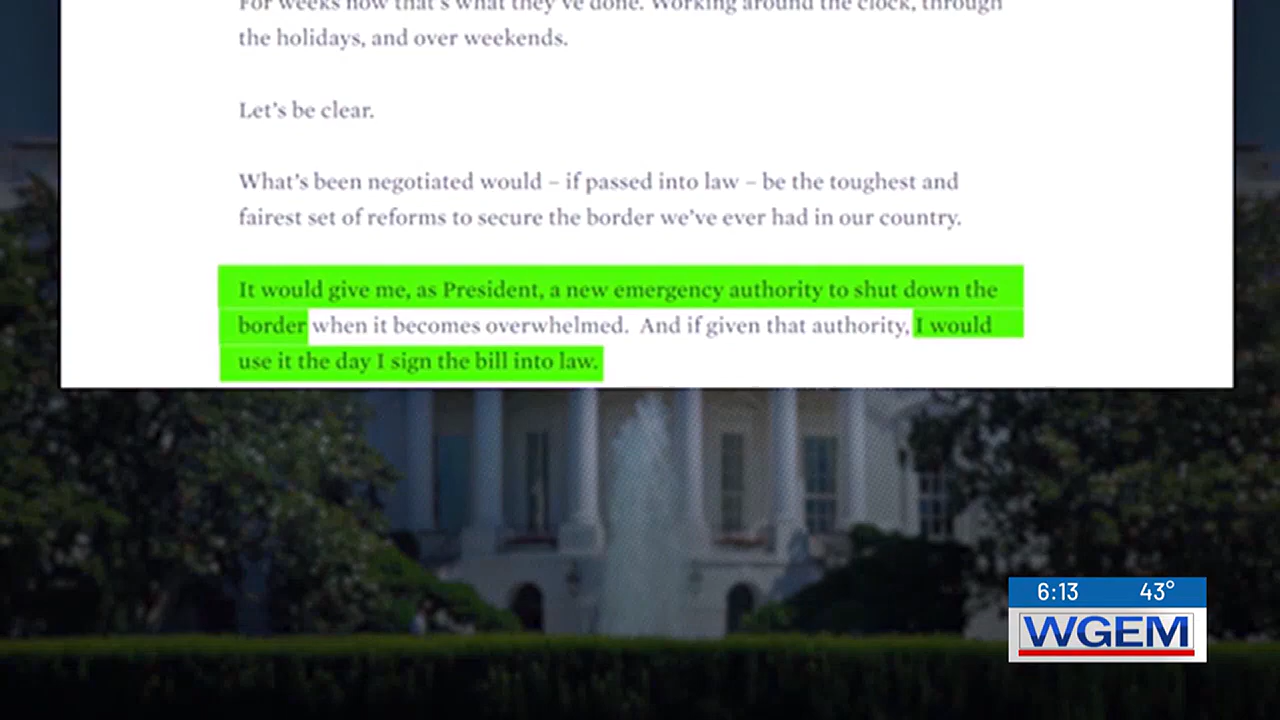 For weeks now that's what they've done. Working around the clock, through
the holidays, and over weekends.
Let's be clear.
What's been negotiated would – if passed into law – be the toughest and
fairest set of reforms to secure the border we've ever had in our country.
It would give me, as President, a new emergency authority to shut down the
border when it becomes overwhelmed.  And if given that authority, I would
use it the day I sign the bill into law.
6:13 43°
WGEM